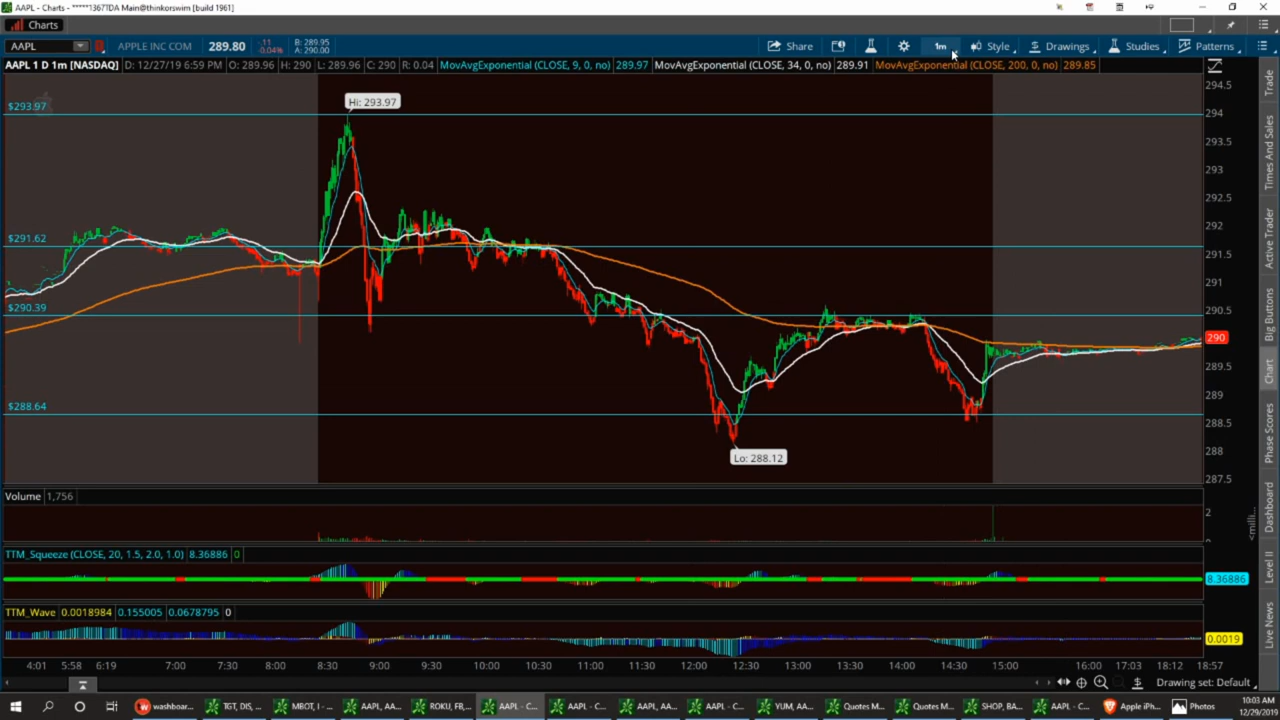 AAPL - Charts - *****1367TDA Main@thinkorswim [build 1961]
Charts
AAPL APPLE INC COM 289.80 -.11 -0.04% B: 289.95 A: 290.00 Share 1m Style Drawings Studies Patterns
AAPL 1 D 1m [NASDAQ] D: 12/27/19 6:59 PM O: 289.96 H: 290 L: 289.96 C: 290 R: 0.04 MovAvgExponential (CLOSE, 9, 0, no) 289.97 MovAvgExponential (CLOSE, 34, 0, no) 289.91 MovAvgExponential (CLOSE, 200, 0, no) 289.85
$293.97
$291.62
$290.39
$288.64
Hi: 293.97
Lo: 288.12
294.5
294
293.5
293
292.5
292
291.5
291
290.5
290
289.5
289
288.5
288
287.5
Volume 1,756
2
0
<milli...
TTM_Squeeze (CLOSE, 20, 1.5, 2.0, 1.0) 8.36886 0
8.36886
TTM_Wave 0.0018984 0.155005 0.0678795 0
0.0019
4:01 5:58 6:19 7:00 7:30 8:00 8:30 9:00 9:30 10:00 10:30 11:00 11:30 12:00 12:30 13:00 13:30 14:00 14:30 15:00 16:00 17:03 18:12 18:57
Drawing set: Default
Trade
Times And Sales
Active Trader
Big Buttons
Chart
Phase Scores
Dashboard
Level II
Live News
washboar... TGT, DIS, ... MBOT, I - ... AAPL, AA... ROKU, FB,... AAPL - C... AAPL - C... AAPL, AA... AAPL - C... YUM, AA... Quotes M... Quotes M... SHOP, BA... AAPL - C... Apple iPh... Photos
10:03 AM
12/29/2019